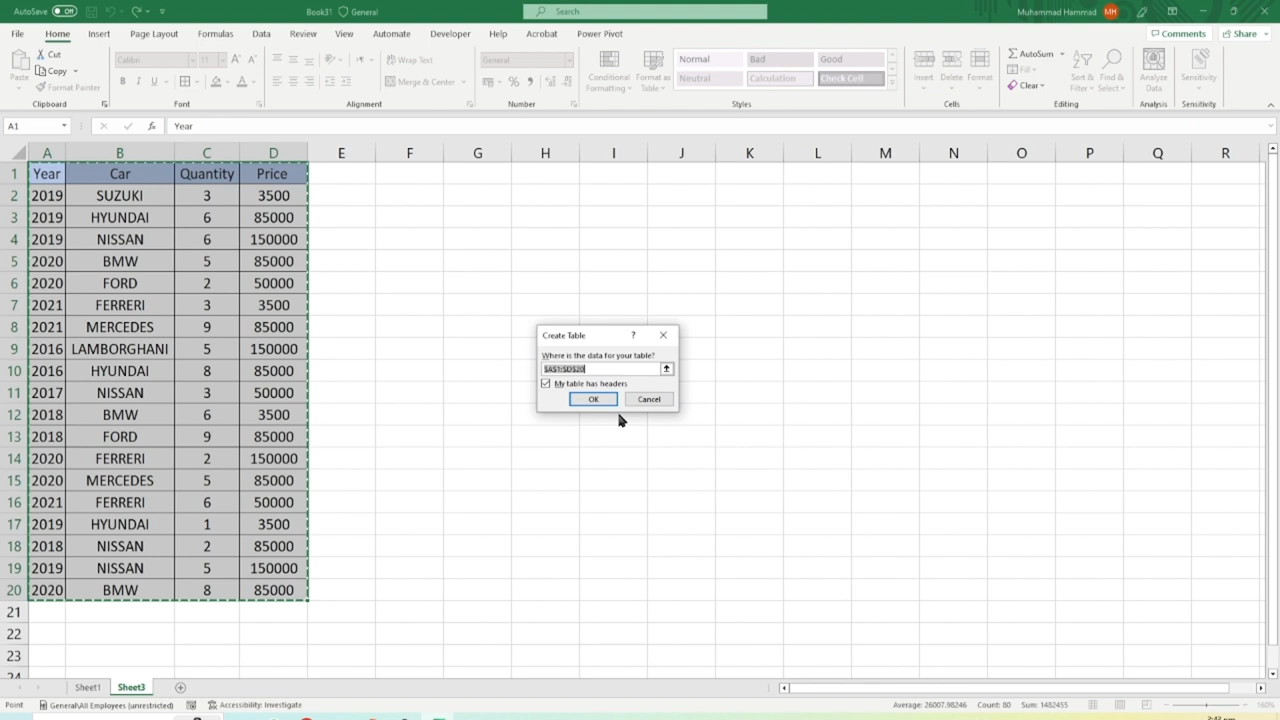 AutoSave Off Book31 General Search Muhammad Hammad MH
File Home Insert Page Layout Formulas Data Review View Automate Developer Help Acrobat Power Pivot Comments Share
Paste Cut Copy Format Painter
Calibri 11 Wrap Text Merge & Center General
Conditional Formatting Format as Table Normal Bad Good Neutral Calculation Check Cell
Insert Delete Format AutoSum Fill Clear Sort & Filter Find & Select Analyze Data Sensitivity
Clipboard Font Alignment Number Styles Cells Editing Analysis Sensitivity
A1 fx Year
A B C D E F G H I J K L M N O P Q R
1 Year Car Quantity Price
2 2019 SUZUKI 3 3500
3 2019 HYUNDAI 6 85000
4 2019 NISSAN 6 150000
5 2020 BMW 5 85000
6 2020 FORD 2 50000
7 2021 FERRERI 3 3500
8 2021 MERCEDES 9 85000
9 2016 LAMBORGHANI 5 150000
10 2016 HYUNDAI 8 85000
11 2017 NISSAN 3 50000
12 2018 BMW 6 3500
13 2018 FORD 9 85000
14 2020 FERRERI 2 150000
15 2020 MERCEDES 5 85000
16 2021 FERRERI 6 50000
17 2019 HYUNDAI 1 3500
18 2018 NISSAN 2 85000
19 2019 NISSAN 5 150000
20 2020 BMW 8 85000
21
22
23
24
Create Table ?
Where is the data for your table?
$A$1:$D$20
My table has headers
OK Cancel
Sheet1 Sheet3
Point General\All Employees (unrestricted) Accessibility: Investigate Average: 26007.98246 Count: 80 Sum: 1482455 160%